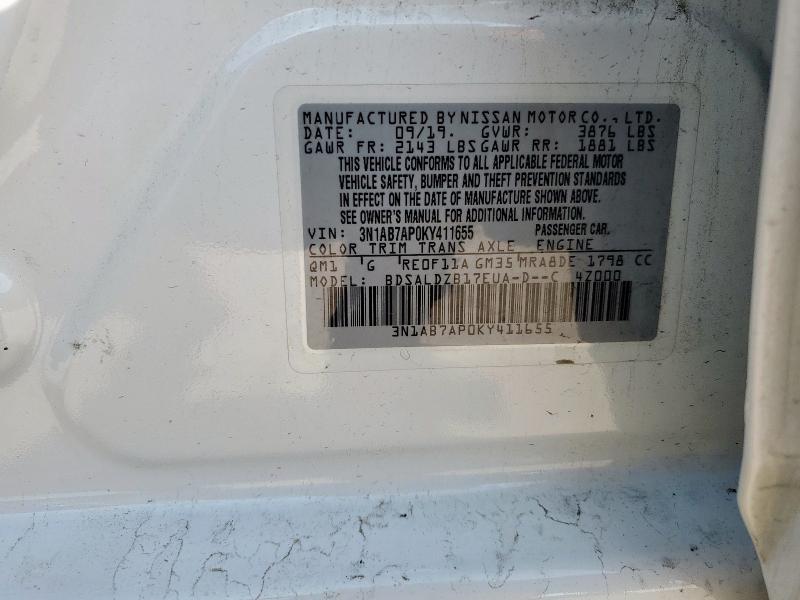 MANUFACTURED BY NISSAN MOTOR CO., LTD.
DATE: 09/19. GVWR: 3876 LBS
GAWR FR: 2143 LBS GAWR RR: 1881 LBS
THIS VEHICLE CONFORMS TO ALL APPLICABLE FEDERAL MOTOR
VEHICLE SAFETY, BUMPER AND THEFT PREVENTION STANDARDS
IN EFFECT ON THE DATE OF MANUFACTURE SHOWN ABOVE.
SEE OWNER'S MANUAL FOR ADDITIONAL INFORMATION.
VIN: 3N1AB7AP0KY411655 PASSENGER CAR.
COLOR TRIM TRANS AXLE ENGINE
QM1 G RE0F11A GM35 MRA8DE 1798 CC
MODEL: BDSALDZB17EUA-D--C 4Z000
3N1AB7AP0KY411655